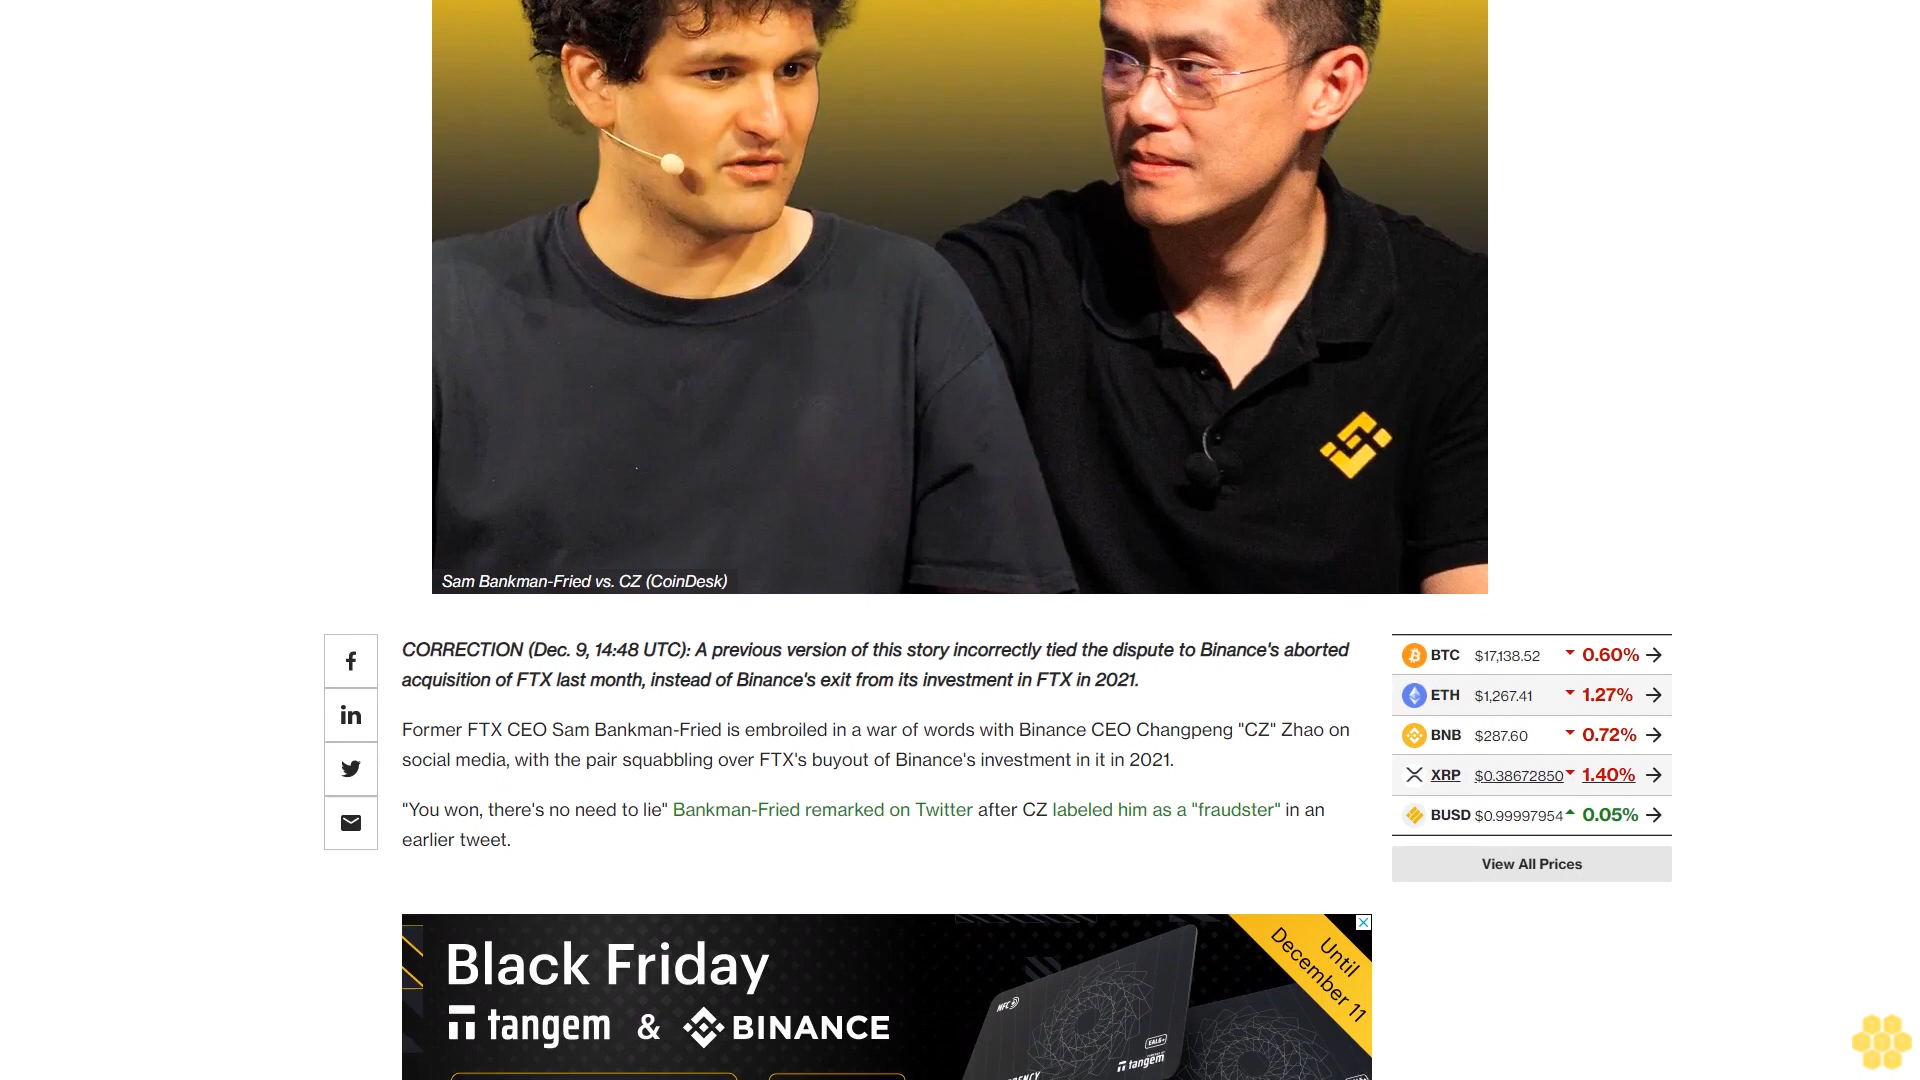 Sam Bankman-Fried vs. CZ (CoinDesk)
CORRECTION (Dec. 9, 14:48 UTC): A previous version of this story incorrectly tied the dispute to Binance's aborted
acquisition of FTX last month, instead of Binance's exit from its investment in FTX in 2021.
Former FTX CEO Sam Bankman-Fried is embroiled in a war of words with Binance CEO Changpeng "CZ" Zhao on
social media, with the pair squabbling over FTX's buyout of Binance's investment in it in 2021.
"You won, there's no need to lie" Bankman-Fried remarked on Twitter after CZ labeled him as a "fraudster" in an
earlier tweet.
BTC $17,138.52 0.60%
ETH $1,267.41 1.27%
BNB $287.60 0.72%
XRP $0.38672850 1.40%
BUSD $0.99997954 0.05%
View All Prices
Black Friday
tangem & BINANCE
Until
December 11
NFC
EAL6+
tangem